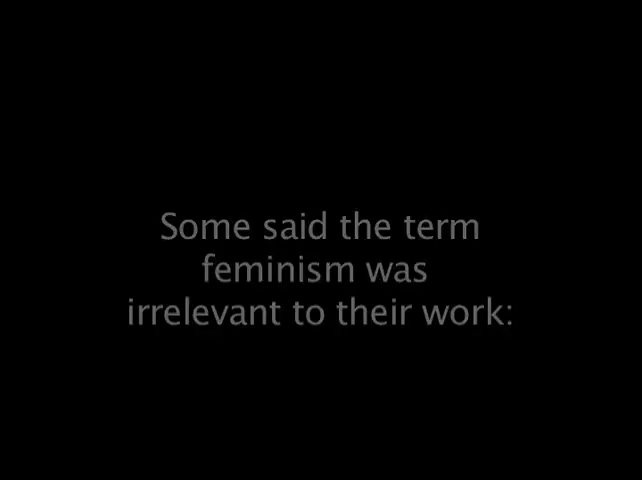 Some said the term
feminism was
irrelevant to their work: